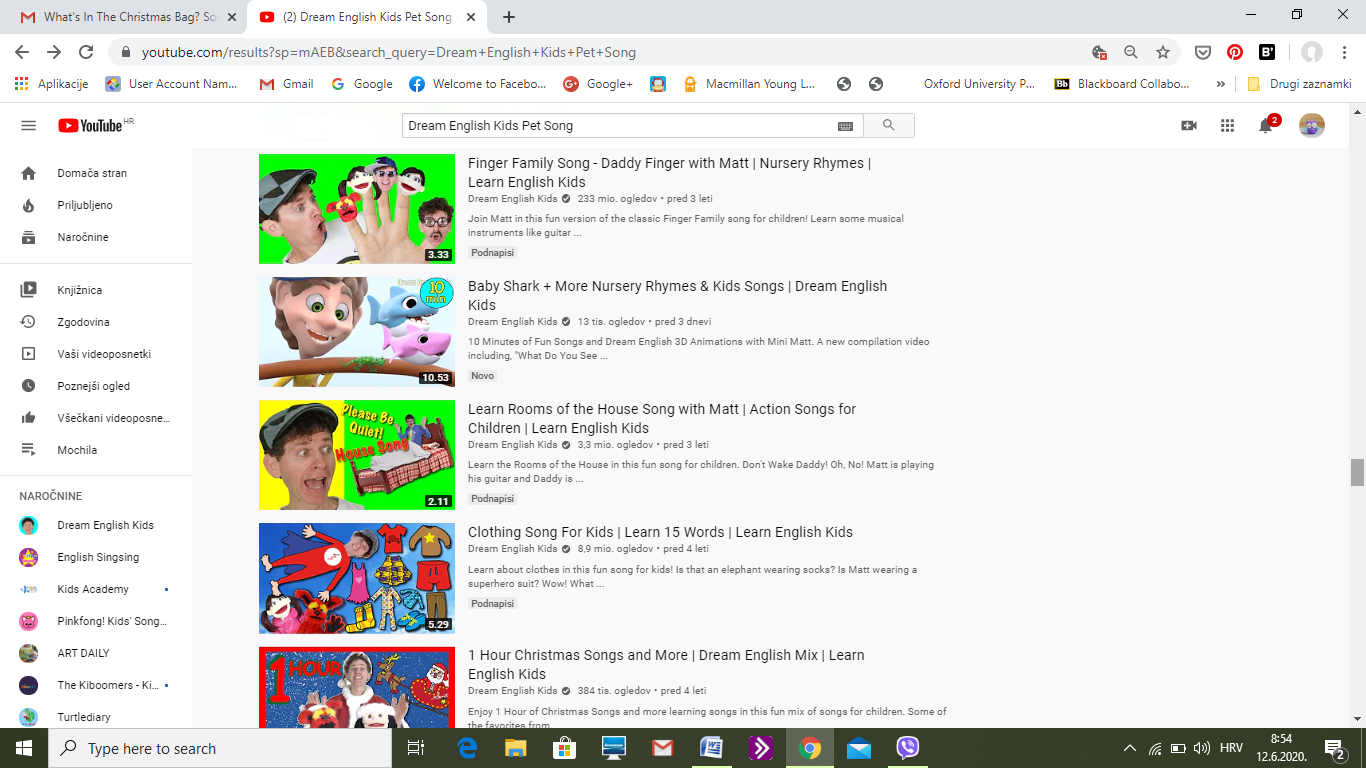 What's In The Christmas Bag? So
(2) Dream English Kids Pet Song
youtube.com/results?sp=mAEB&search_query=Dream+English+Kids+Pet+Song
Aplikacije
User Account Nam...
Gmail
Google
Welcome to Facebo...
Google+
Macmillan Young L...
Oxford University P...
Bb
Blackboard Collabo...
»
Drugi zaznamki
YouTube HR
Dream English Kids Pet Song
2
Domača stran
Priljubljeno
Naročnine
Knjižnica
Zgodovina
Vaši videoposnetki
Poznejši ogled
Všečkani videoposne...
Mochila
NAROČNINE
Dream English Kids
English Singsing
Kids Academy
Pinkfong! Kids' Song...
ART DAILY
The Kiboomers - Ki...
Turtlediary
3.33
Finger Family Song - Daddy Finger with Matt | Nursery Rhymes |
Learn English Kids
Dream English Kids 233 mio. ogledov • pred 3 leti
Join Matt in this fun version of the classic Finger Family song for children! Learn some musical
instruments like guitar ...
Podnapisi
10
min
10.53
Baby Shark + More Nursery Rhymes & Kids Songs | Dream English
Kids
Dream English Kids 13 tis. ogledov • pred 3 dnevi
10 Minutes of Fun Songs and Dream English 3D Animations with Mini Matt. A new compilation video
including, "What Do You See ...
Novo
Please Be
Quiet!
House Song
2.11
Learn Rooms of the House Song with Matt | Action Songs for
Children | Learn English Kids
Dream English Kids 3,3 mio. ogledov • pred 3 leti
Learn the Rooms of the House in this fun song for children. Don't Wake Daddy! Oh, No! Matt is playing
his guitar and Daddy is ...
Podnapisi
5.29
Clothing Song For Kids | Learn 15 Words | Learn English Kids
Dream English Kids 8,9 mio. ogledov • pred 4 leti
Learn about clothes in this fun song for kids! Is that an elephant wearing socks? Is Matt wearing a
superhero suit? Wow! What ...
Podnapisi
1 HOUR
1 Hour Christmas Songs and More | Dream English Mix | Learn
English Kids
Dream English Kids 384 tis. ogledov • pred 4 leti
Enjoy 1 Hour of Christmas Songs and more learning songs in this fun mix of songs for children. Some of
the favorites from
Type here to search
HRV
8:54
12.6.2020.
2